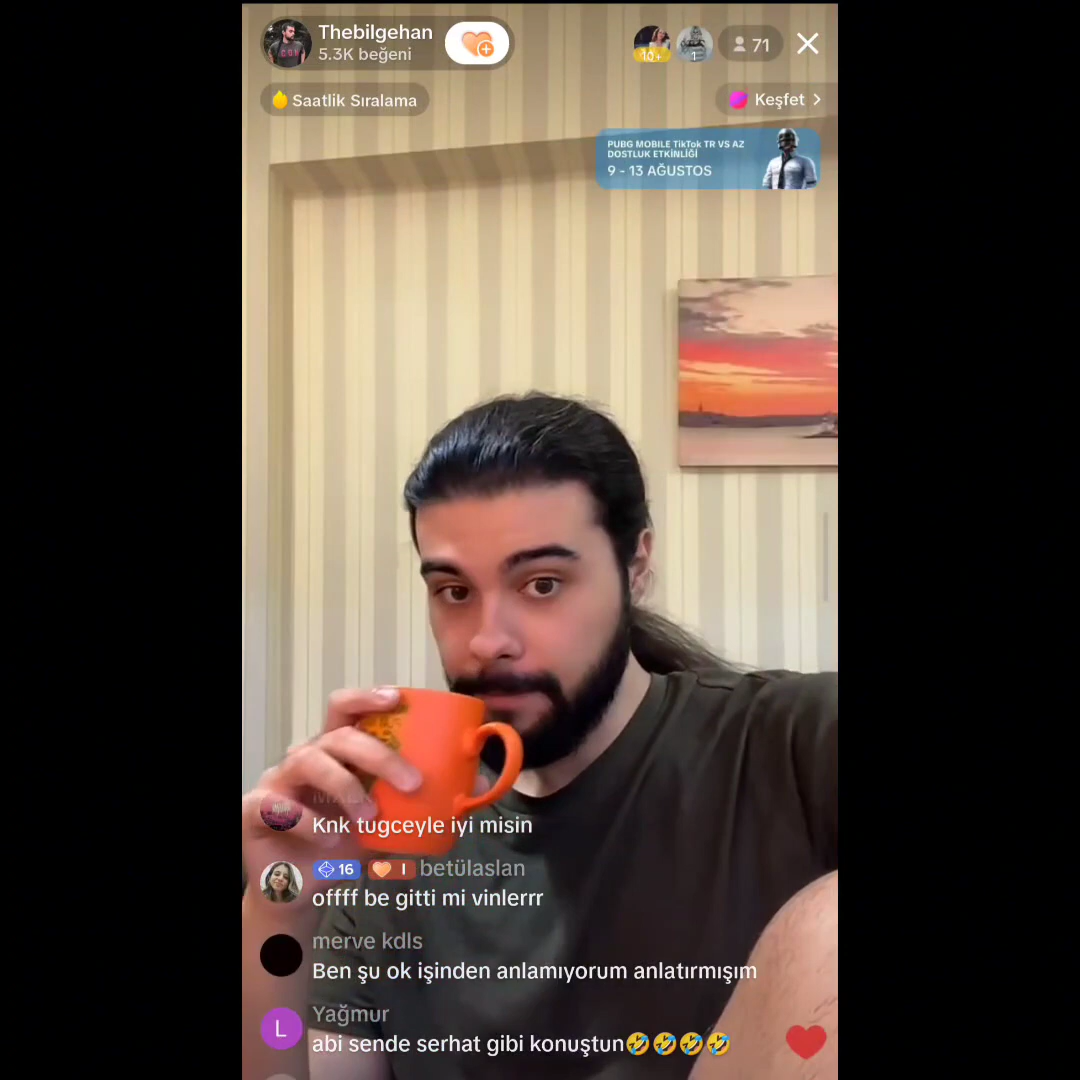 Thebilgehan
5.3K beğeni
10+
1
71
Saatlik Sıralama
Keşfet
PUBG MOBILE TikTok TR VS AZ
DOSTLUK ETKİNLİĞİ
9 - 13 AĞUSTOS
Knk tugceyle iyi misin
16 I betülaslan
offff be gitti mi vinlerrr
merve kdls
Ben şu ok işinden anlamıyorum anlatırmışım
L
Yağmur
abi sende serhat gibi konuştun🤣🤣🤣🤣